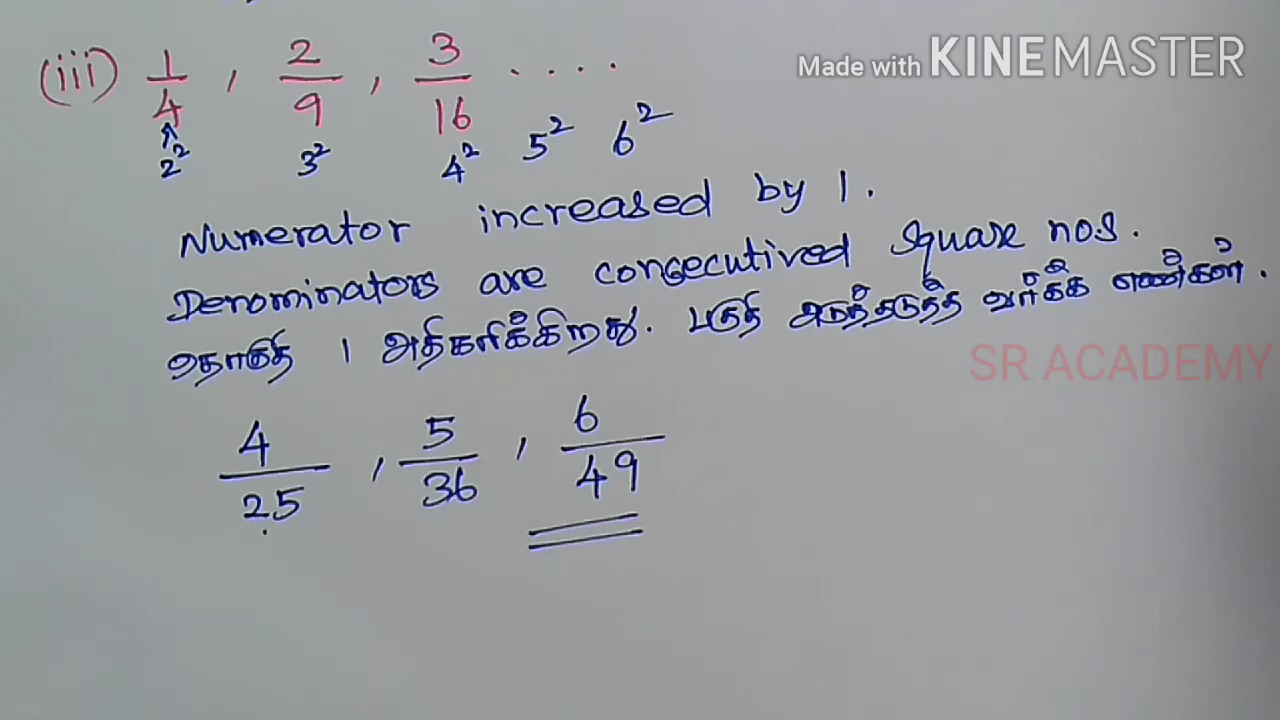 (iii) 1/4 , 2/9 , 3/16 ....
2² 3² 4² 5² 6²
Made with KINEMASTER
Numerator increased by 1.
Denominators are consecutived square nos.
தொகுதி 1 அதிகரிக்கிறது. பகுதி அடுத்தடுத்த வர்க்க எண்கள்.
SR ACADEMY
4/25 , 5/36 , 6/49